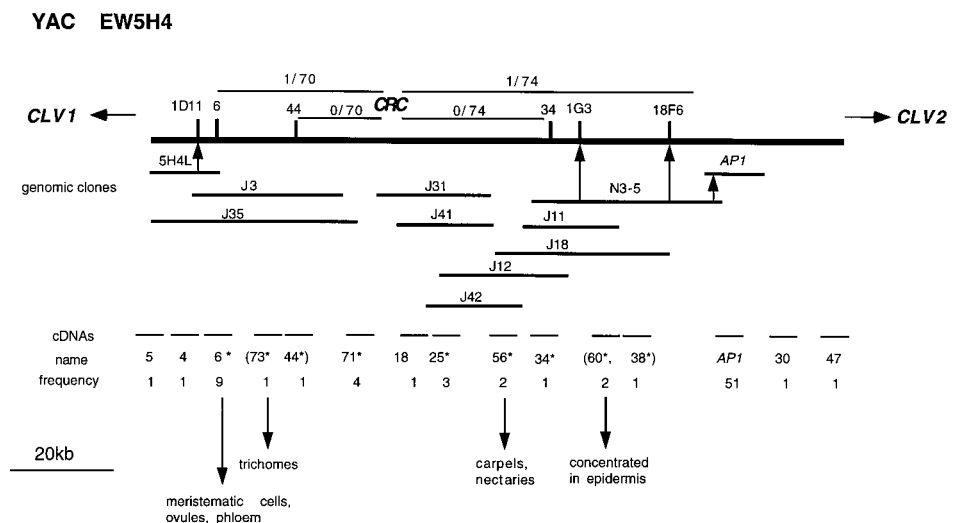 YAC EW5H4
1/70 1/74
1D11 6 44 CRC 34 1G3 18F6
0/70 0/74
CLV1 CLV2
5H4L AP1
genomic clones J3 J31 N3-5
J35 J41 J11
J18
J12
J42
cDNAs
name 5 4 6* (73* 44*) 71* 18 25* 56* 34* (60*, 38*) AP1 30 47
frequency 1 1 9 1 1 4 1 3 2 1 2 1 51 1 1
20kb
trichomes
carpels,
nectaries
concentrated
in epidermis
meristematic cells,
ovules, phloem